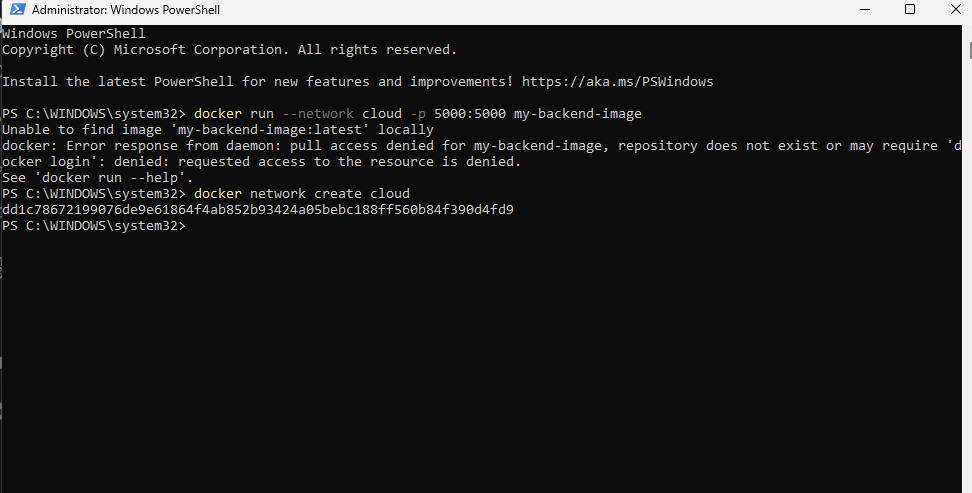 Administrator: Windows PowerShell
Windows PowerShell
Copyright (C) Microsoft Corporation. All rights reserved.
Install the latest PowerShell for new features and improvements! https://aka.ms/PSWindows
PS C:\WINDOWS\system32> docker run --network cloud -p 5000:5000 my-backend-image
Unable to find image 'my-backend-image:latest' locally
docker: Error response from daemon: pull access denied for my-backend-image, repository does not exist or may require 'd
ocker login': denied: requested access to the resource is denied.
See 'docker run --help'.
PS C:\WINDOWS\system32> docker network create cloud
dd1c78672199076de9e61864f4ab852b93424a05bebc188ff560b84f390d4fd9
PS C:\WINDOWS\system32>